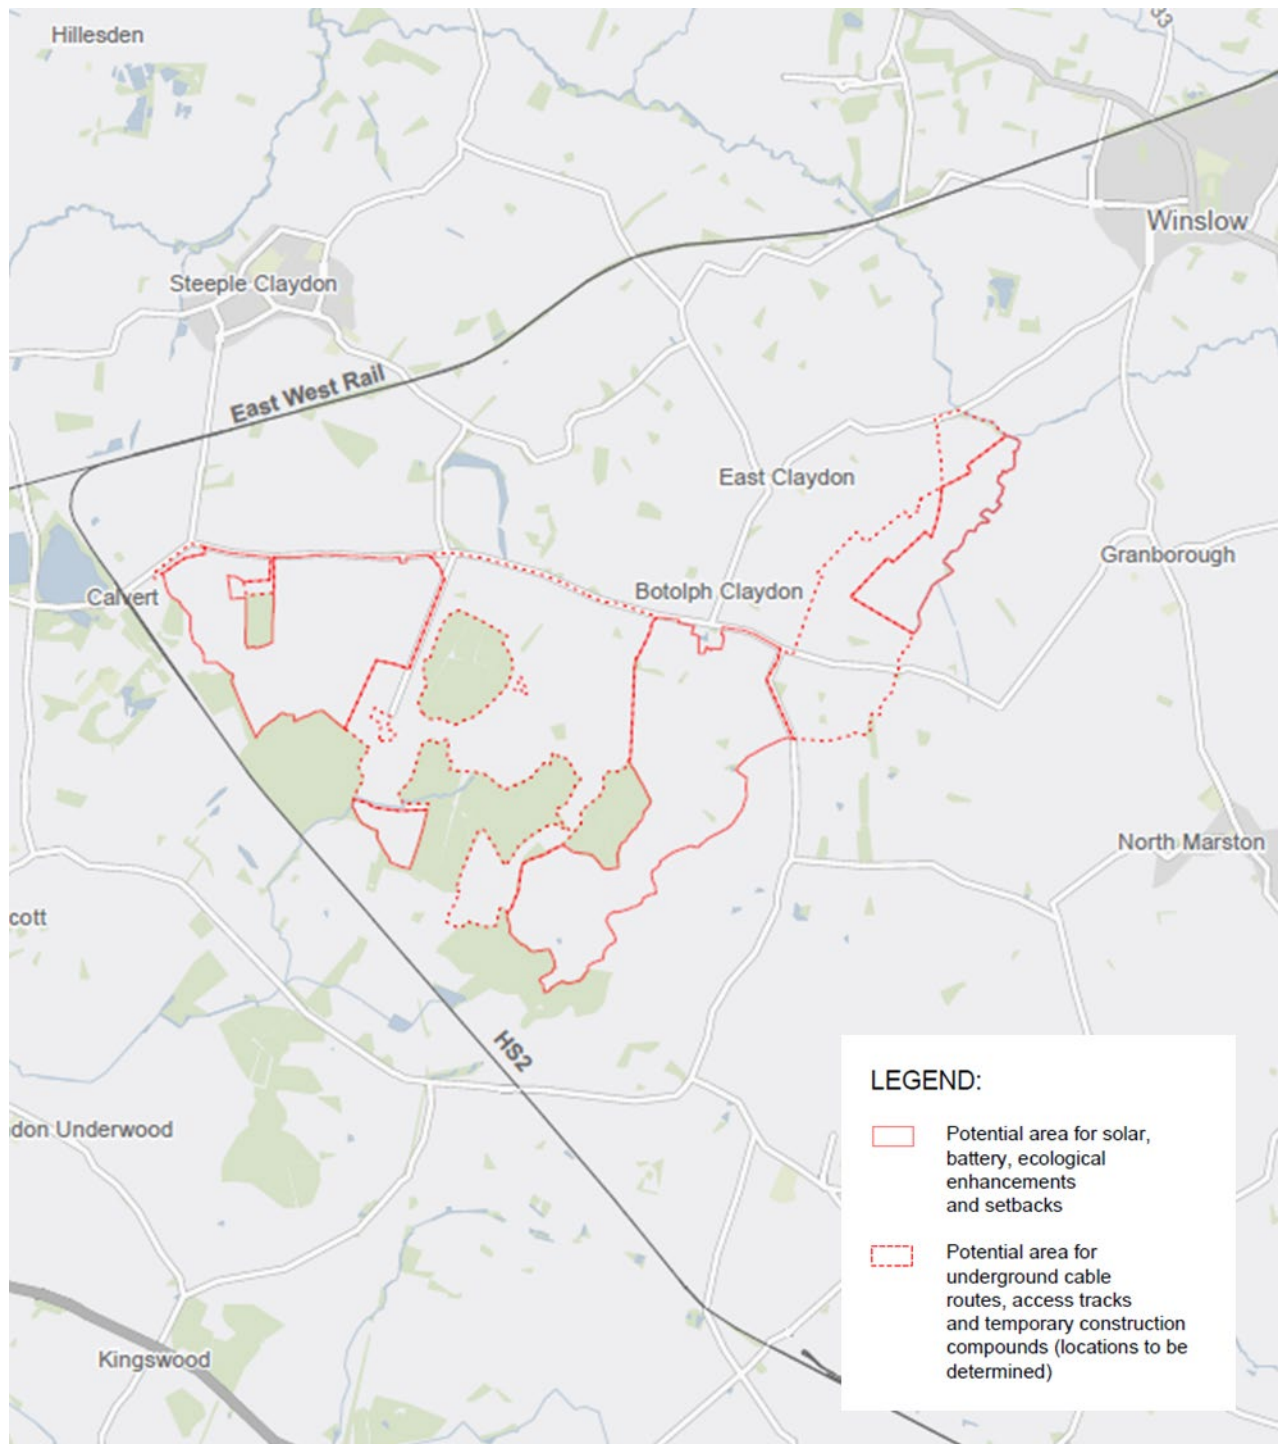 Hillesden
33
Winslow
Steeple Claydon
East West Rail
East Claydon
Granborough
Calvert
Botolph Claydon
North Marston
cott
HS2
don Underwood
Kingswood
LEGEND:
Potential area for solar,
battery, ecological
enhancements
and setbacks
Potential area for
underground cable
routes, access tracks
and temporary construction
compounds (locations to be
determined)